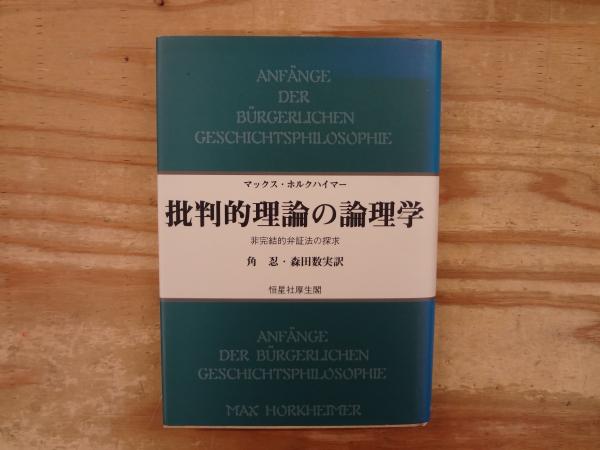 ANFÄNGE
DER
BÜRGERLICHEN
GESCHICHTSPHILOSOPHIE
マックス・ホルクハイマー
批判的理論の論理学
非完結的弁証法の探求
角 忍・森田数実訳
恒星社厚生閣
ANFÄNGE
DER BÜRGERLICHEN
GESCHICHTSPHILOSOPHIE
MAX HORKHEIMER